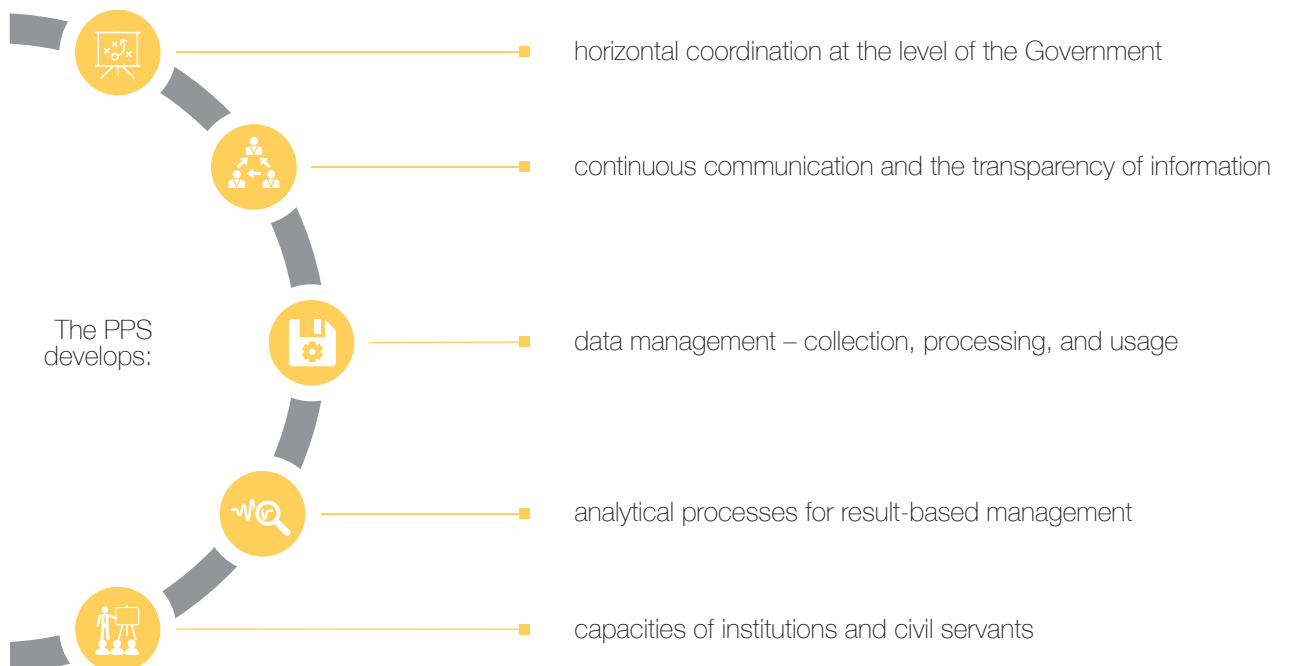 The PPS
develops:
horizontal coordination at the level of the Government
continuous communication and the transparency of information
data management – collection, processing, and usage
analytical processes for result-based management
capacities of institutions and civil servants